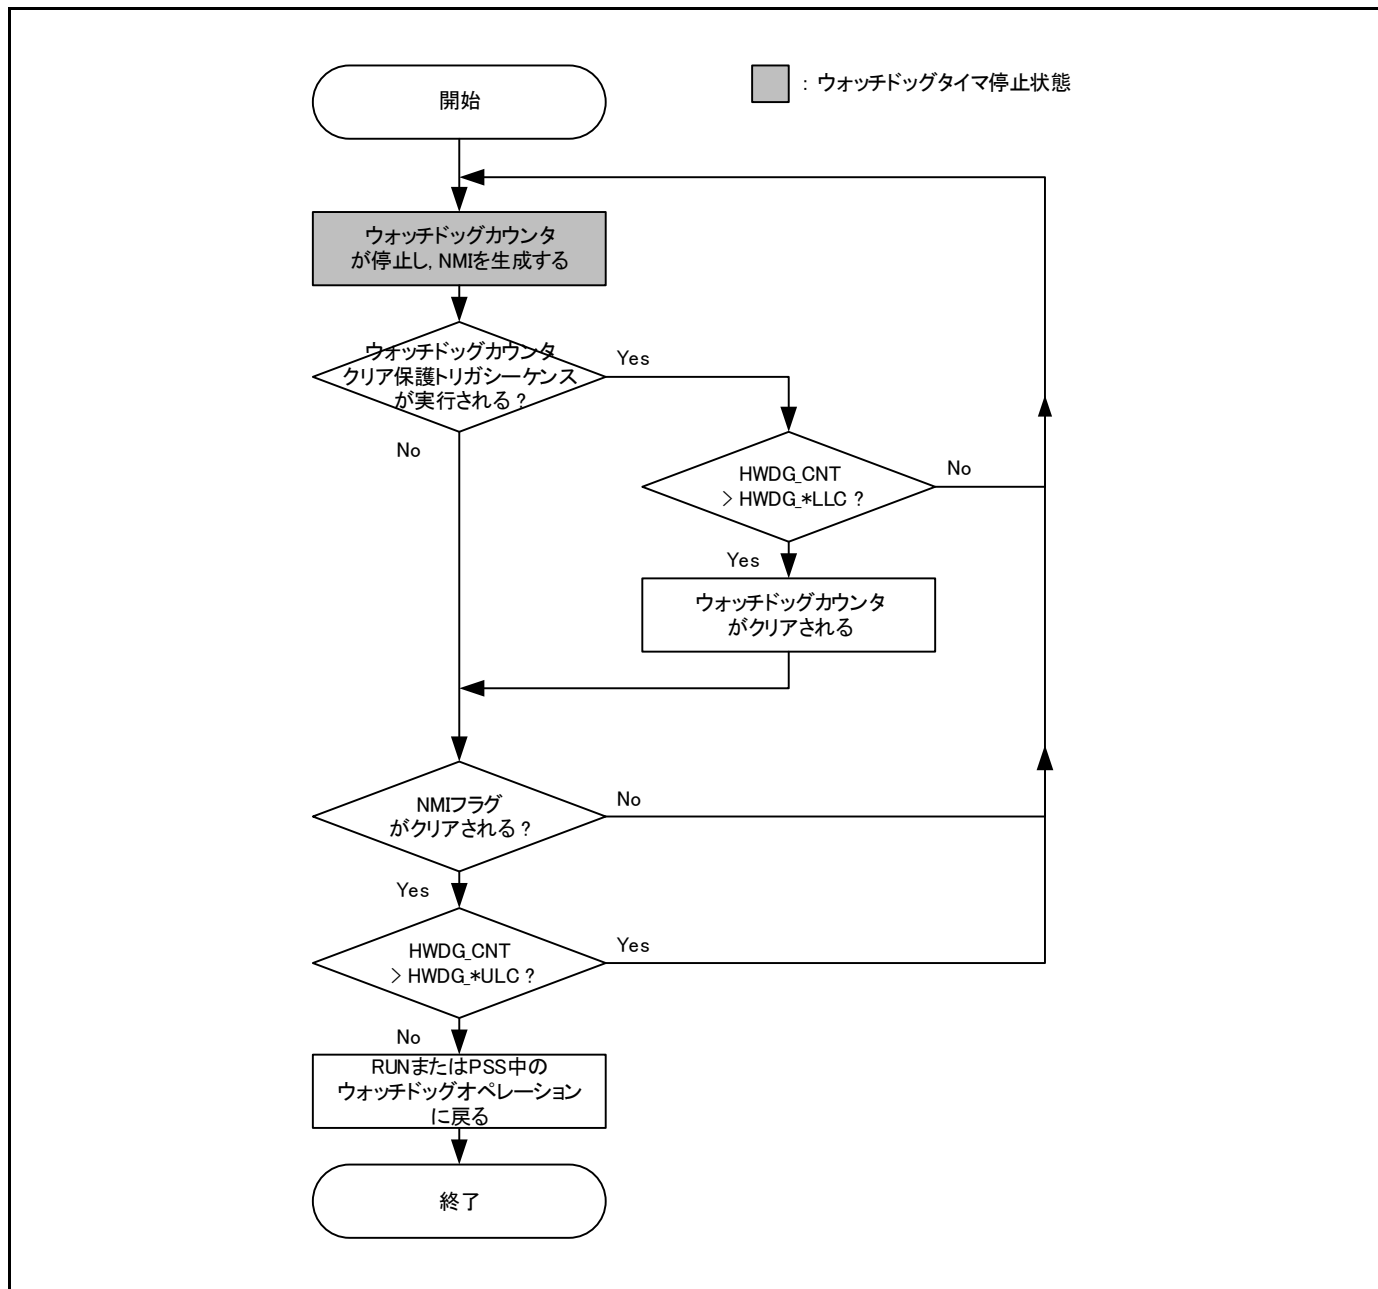 開始
: ウォッチドッグタイマ停止状態
ウォッチドッグカウンタ
が停止し, NMIを生成する
ウォッチドッグカウンタ
クリア保護トリガシーケンス
が実行される ?
Yes
No
HWDG_CNT
> HWDG_*LLC ?
No
Yes
ウォッチドッグカウンタ
がクリアされる
NMIフラグ
がクリアされる ?
No
Yes
HWDG_CNT
> HWDG_*ULC ?
Yes
No
RUNまたはPSS中の
ウォッチドッグオペレーション
に戻る
終了